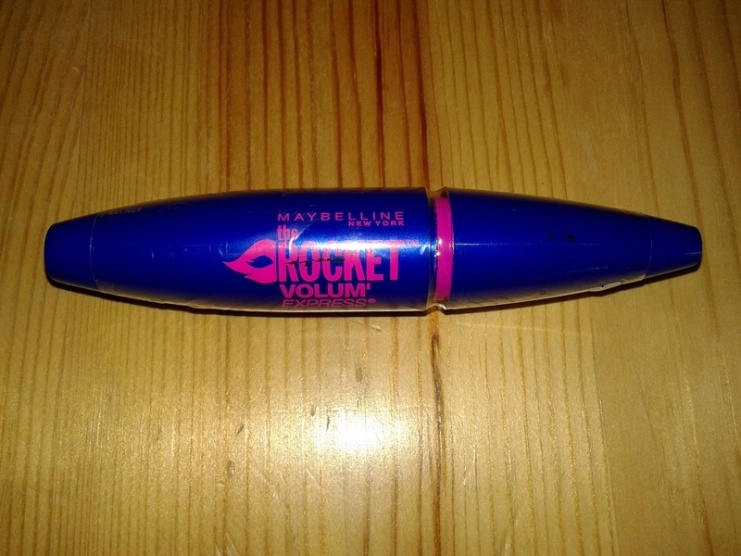 MAYBELLINE
NEW YORK
the
ROCKET
VOLUM'
EXPRESS®